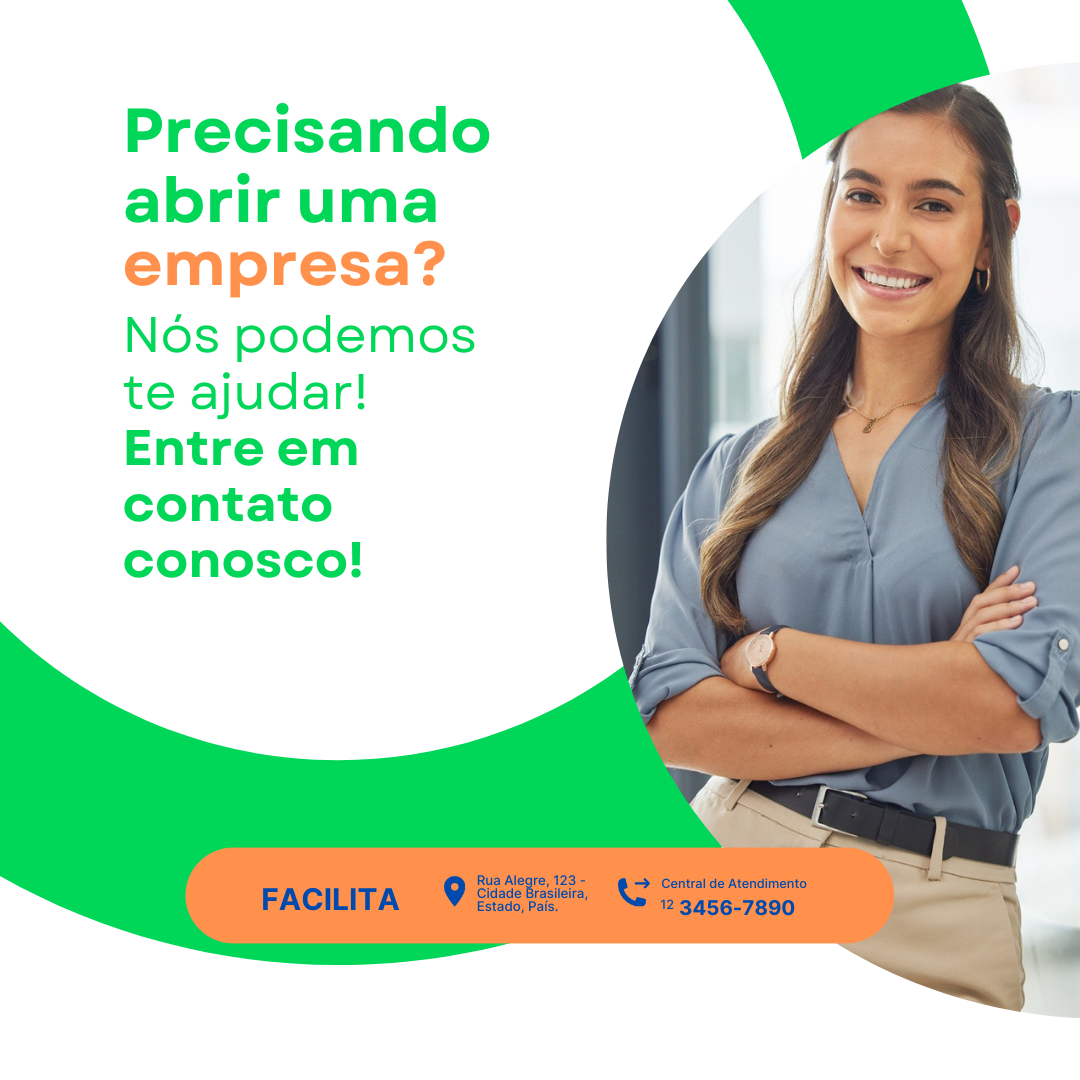 Precisando
abrir uma
empresa?
Nós podemos
te ajudar!
Entre em
contato
conosco!
FACILITA
Rua Alegre, 123 -
Cidade Brasileira,
Estado, País.
Central de Atendimento
12 3456-7890